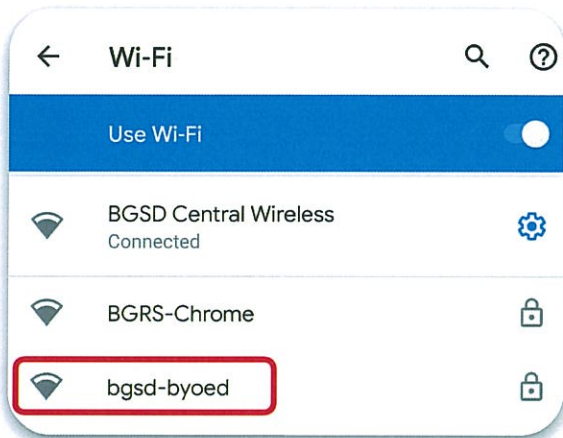 Wi-Fi
Use Wi-Fi
BGSD Central Wireless
Connected
BGRS-Chrome
bgsd-byoed